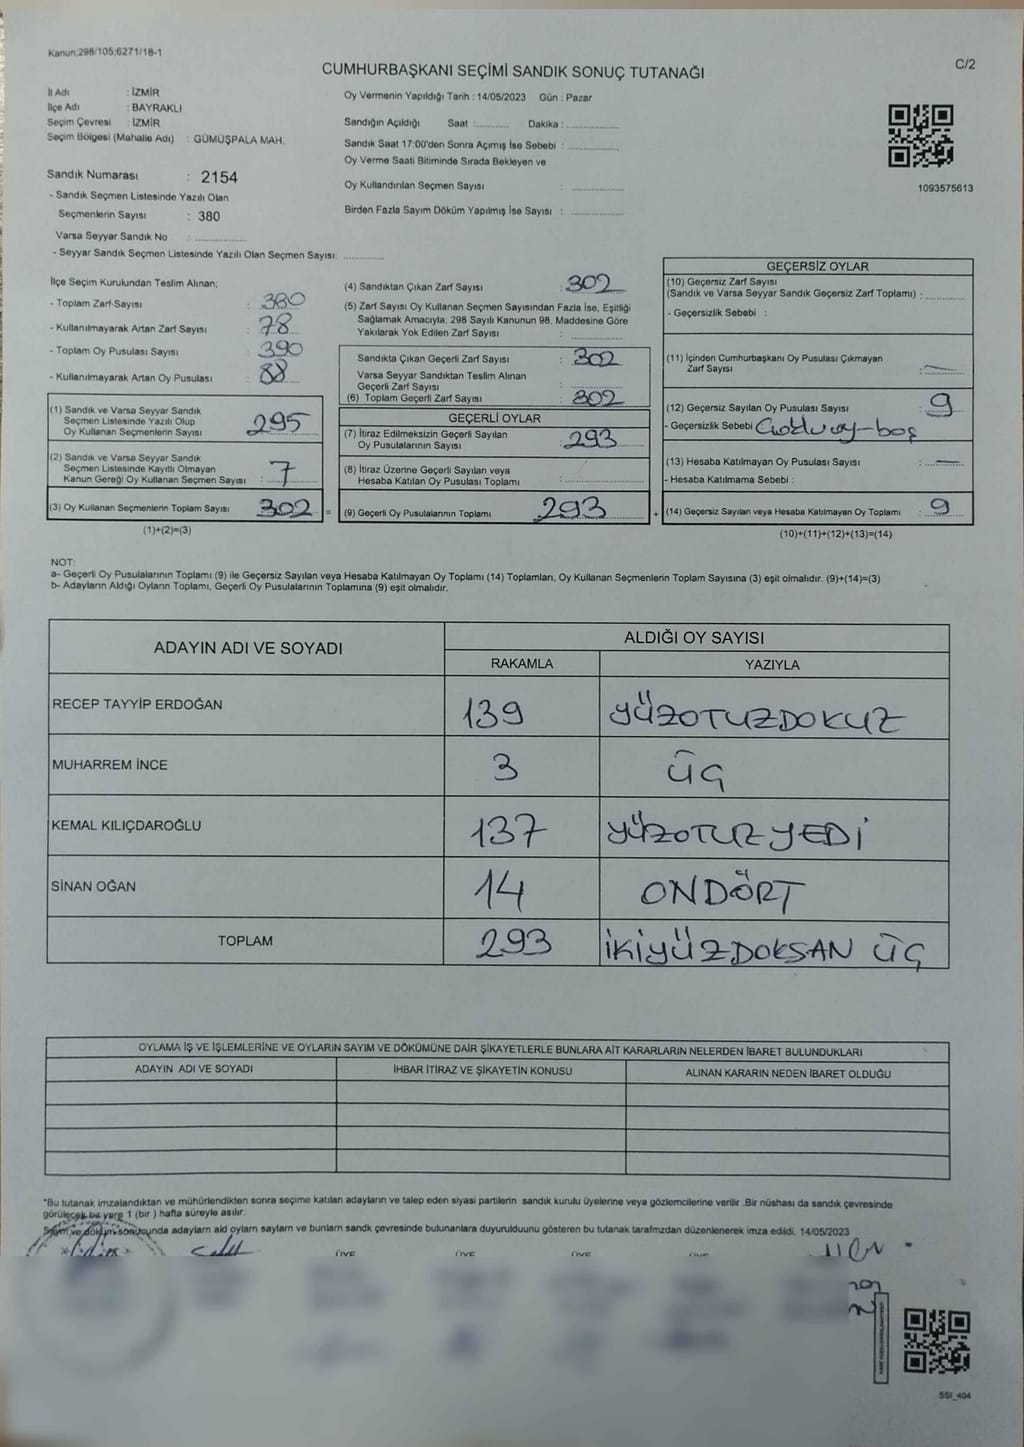 Kanun;298/105;6271/18-1
C/2
CUMHURBAŞKANI SEÇİMİ SANDIK SONUÇ TUTANAĞI
İl Adı : İZMİR
İlçe Adı : BAYRAKLI
Seçim Çevresi : İZMİR
Seçim Bölgesi (Mahalle Adı) : GÜMÜŞPALA MAH.
Sandık Numarası : 2154
- Sandık Seçmen Listesinde Yazılı Olan
Seçmenlerin Sayısı : 380
Varsa Seyyar Sandık No : ................
- Seyyar Sandık Seçmen Listesinde Yazılı Olan Seçmen Sayısı: ............
Oy Vermenin Yapıldığı Tarih : 14/05/2023 Gün : Pazar
Sandığın Açıldığı Saat :........... Dakika : ................
Sandık Saat 17:00'den Sonra Açımış İse Sebebi : ................
Oy Verme Saati Bitiminde Sırada Bekleyen ve
Oy Kullandırılan Seçmen Sayısı : ................
Birden Fazla Sayım Döküm Yapılmış İse Sayısı : ................
1093575613
İlçe Seçim Kurulundan Teslim Alınan;
- Toplam Zarf Sayısı : 380
- Kullanılmayarak Artan Zarf Sayısı : 78
- Toplam Oy Pusulası Sayısı : 390
- Kullanılmayarak Artan Oy Pusulası : 88
(1) Sandık ve Varsa Seyyar Sandık
Seçmen Listesinde Yazılı Olup
Oy Kullanan Seçmenlerin Sayısı : 295
(2) Sandık ve Varsa Seyyar Sandık
Seçmen Listesinde Kayıtlı Olmayan
Kanun Gereği Oy Kullanan Seçmen Sayısı : 7
(3) Oy Kullanan Seçmenlerin Toplam Sayısı : 302
(1)+(2)=(3)
(4) Sandıktan Çıkan Zarf Sayısı : 302
(5) Zarf Sayısı Oy Kullanan Seçmen Sayısından Fazla İse, Eşitliği
Sağlamak Amacıyla, 298 Sayılı Kanunun 98. Maddesine Göre
Yakılarak Yok Edilen Zarf Sayısı : ................
Sandıkta Çıkan Geçerli Zarf Sayısı : 302
Varsa Seyyar Sandıktan Teslim Alınan
Geçerli Zarf Sayısı : ................
(6) Toplam Geçerli Zarf Sayısı : 302
GEÇERLİ OYLAR
(7) İtiraz Edilmeksizin Geçerli Sayılan
Oy Pusulalarının Sayısı : 293
(8) İtiraz Üzerine Geçerli Sayılan veya
Hesaba Katılan Oy Pusulası Toplamı : ................
= (9) Geçerli Oy Pusulalarının Toplamı 293
GEÇERSİZ OYLAR
(10) Geçersiz Zarf Sayısı
(Sandık ve Varsa Seyyar Sandık Geçersiz Zarf Toplamı) : ............
- Geçersizlik Sebebi :
(11) İçinden Cumhurbaşkanı Oy Pusulası Çıkmayan
Zarf Sayısı : —
(12) Geçersiz Sayılan Oy Pusulası Sayısı : 9
- Geçersizlik Sebebi boş
(13) Hesaba Katılmayan Oy Pusulası Sayısı : —
- Hesaba Katılmama Sebebi :
+ (14) Geçersiz Sayılan veya Hesaba Katılmayan Oy Toplamı : 9
(10)+(11)+(12)+(13)=(14)
NOT:
a- Geçerli Oy Pusulalarının Toplamı (9) ile Geçersiz Sayılan veya Hesaba Katılmayan Oy Toplamı (14) Toplamları, Oy Kullanan Seçmenlerin Toplam Sayısına (3) eşit olmalıdır. (9)+(14)=(3)
b- Adayların Aldığı Oyların Toplamı, Geçerli Oy Pusulalarının Toplamına (9) eşit olmalıdır.
ADAYIN ADI VE SOYADI ALDIĞI OY SAYISI
RAKAMLA YAZIYLA
RECEP TAYYİP ERDOĞAN 139 YÜZOTUZDOKUZ
MUHARREM İNCE 3 ÜÇ
KEMAL KILIÇDAROĞLU 137 YÜZOTUZYEDİ
SİNAN OĞAN 14 ONDÖRT
TOPLAM 293 İKİYÜZDOKSAN ÜÇ
OYLAMA İŞ VE İŞLEMLERİNE VE OYLARIN SAYIM VE DÖKÜMÜNE DAİR ŞİKAYETLERLE BUNLARA AİT KARARLARIN NELERDEN İBARET BULUNDUKLARI
ADAYIN ADI VE SOYADI İHBAR İTİRAZ VE ŞİKAYETİN KONUSU ALINAN KARARIN NEDEN İBARET OLDUĞU
*Bu tutanak imzalandıktan ve mühürlendikten sonra seçime katılan adayların ve talep eden siyasi partilerin sandık kurulu üyelerine veya gözlemcilerine verilir. Bir nüshası da sandık çevresinde
görülecek bir yere 1 (bir ) hafta süreyle asılır.
Sayım ve döküm sonucunda adayların ald oyların sayların ve bunların sandk çevresinde bulunanlara duyurulduunu gösteren bu tutanak tarafmzdan düzenlenerek imza edildi. 14/05/2023
ÜYE ÜYE ÜYE ÜYE
SSI_404